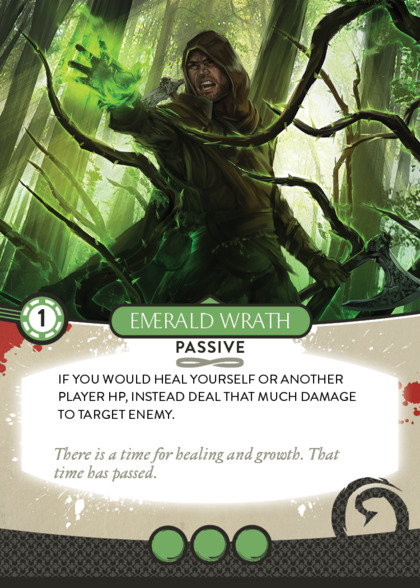 1
EMERALD WRATH
PASSIVE
IF YOU WOULD HEAL YOURSELF OR ANOTHER
PLAYER HP, INSTEAD DEAL THAT MUCH DAMAGE
TO TARGET ENEMY.
There is a time for healing and growth. That
time has passed.